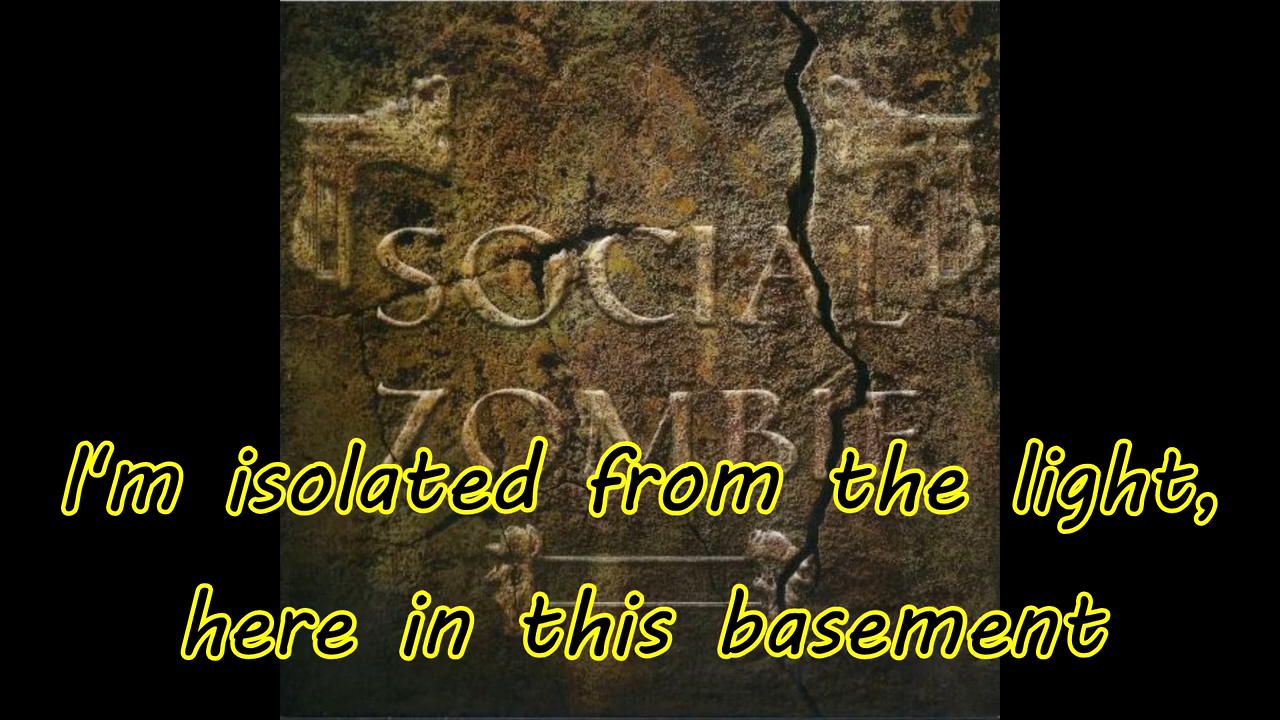 SOCIAL
ZOMBIE
I'm isolated from the light,
here in this basement